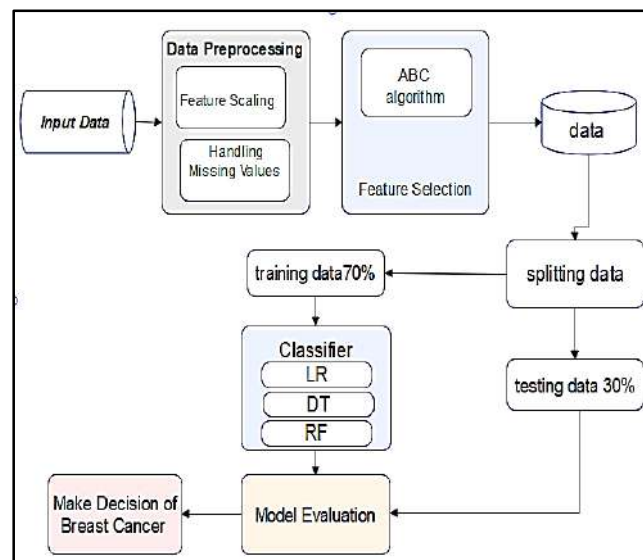 Input Data
Data Preprocessing
Feature Scaling
Handling
Missing Values
ABC
algorithm
Feature Selection
data
splitting data
training data70%
testing data 30%
Classifier
LR
DT
RF
Model Evaluation
Make Decision of
Breast Cancer